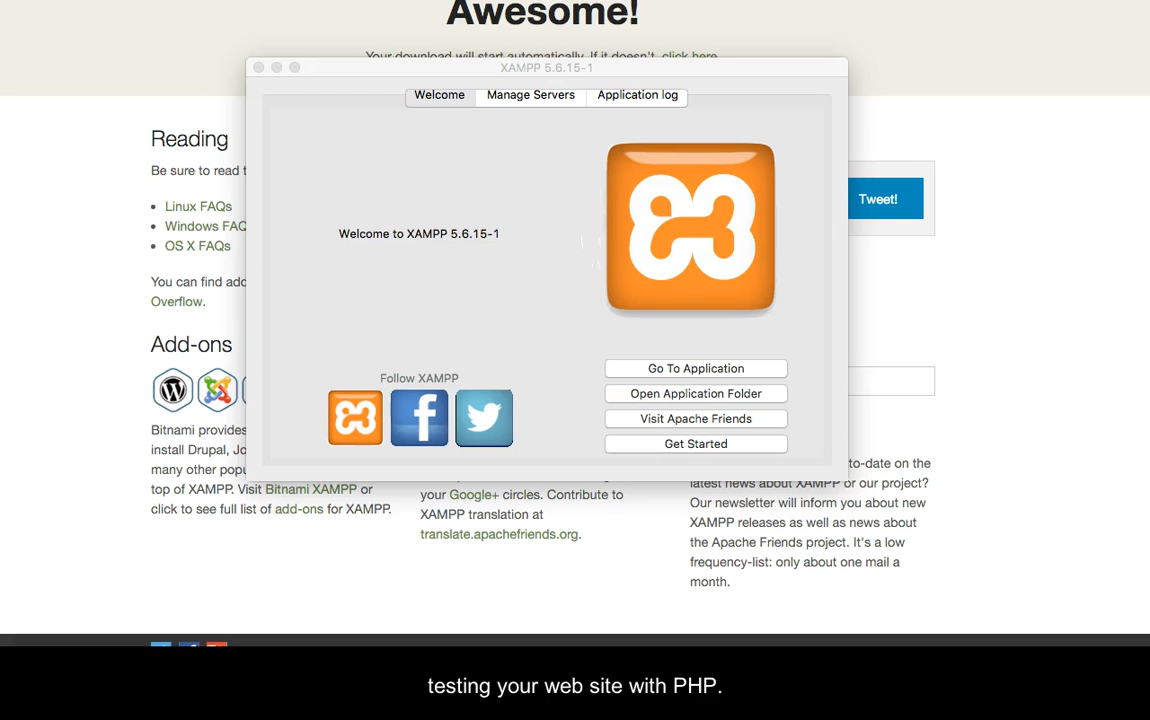 Awesome!
Your download will start automatically. If it doesn't, click here.
XAMPP 5.6.15-1
Welcome
Manage Servers
Application log
Welcome to XAMPP 5.6.15-1
Follow XAMPP
Go To Application
Open Application Folder
Visit Apache Friends
Get Started
Reading
Be sure to read t
Linux FAQs
Windows FAQ
OS X FAQs
You can find add
Overflow.
Add-ons
Bitnami provides
install Drupal, Jo
many other popu
top of XAMPP. Visit Bitnami XAMPP or
click to see full list of add-ons for XAMPP.
your Google+ circles. Contribute to
XAMPP translation at
translate.apachefriends.org.
Tweet!
to-date on the
latest news about XAMPP or our project?
Our newsletter will inform you about new
XAMPP releases as well as news about
the Apache Friends project. It's a low
frequency-list: only about one mail a
month.
testing your web site with PHP.